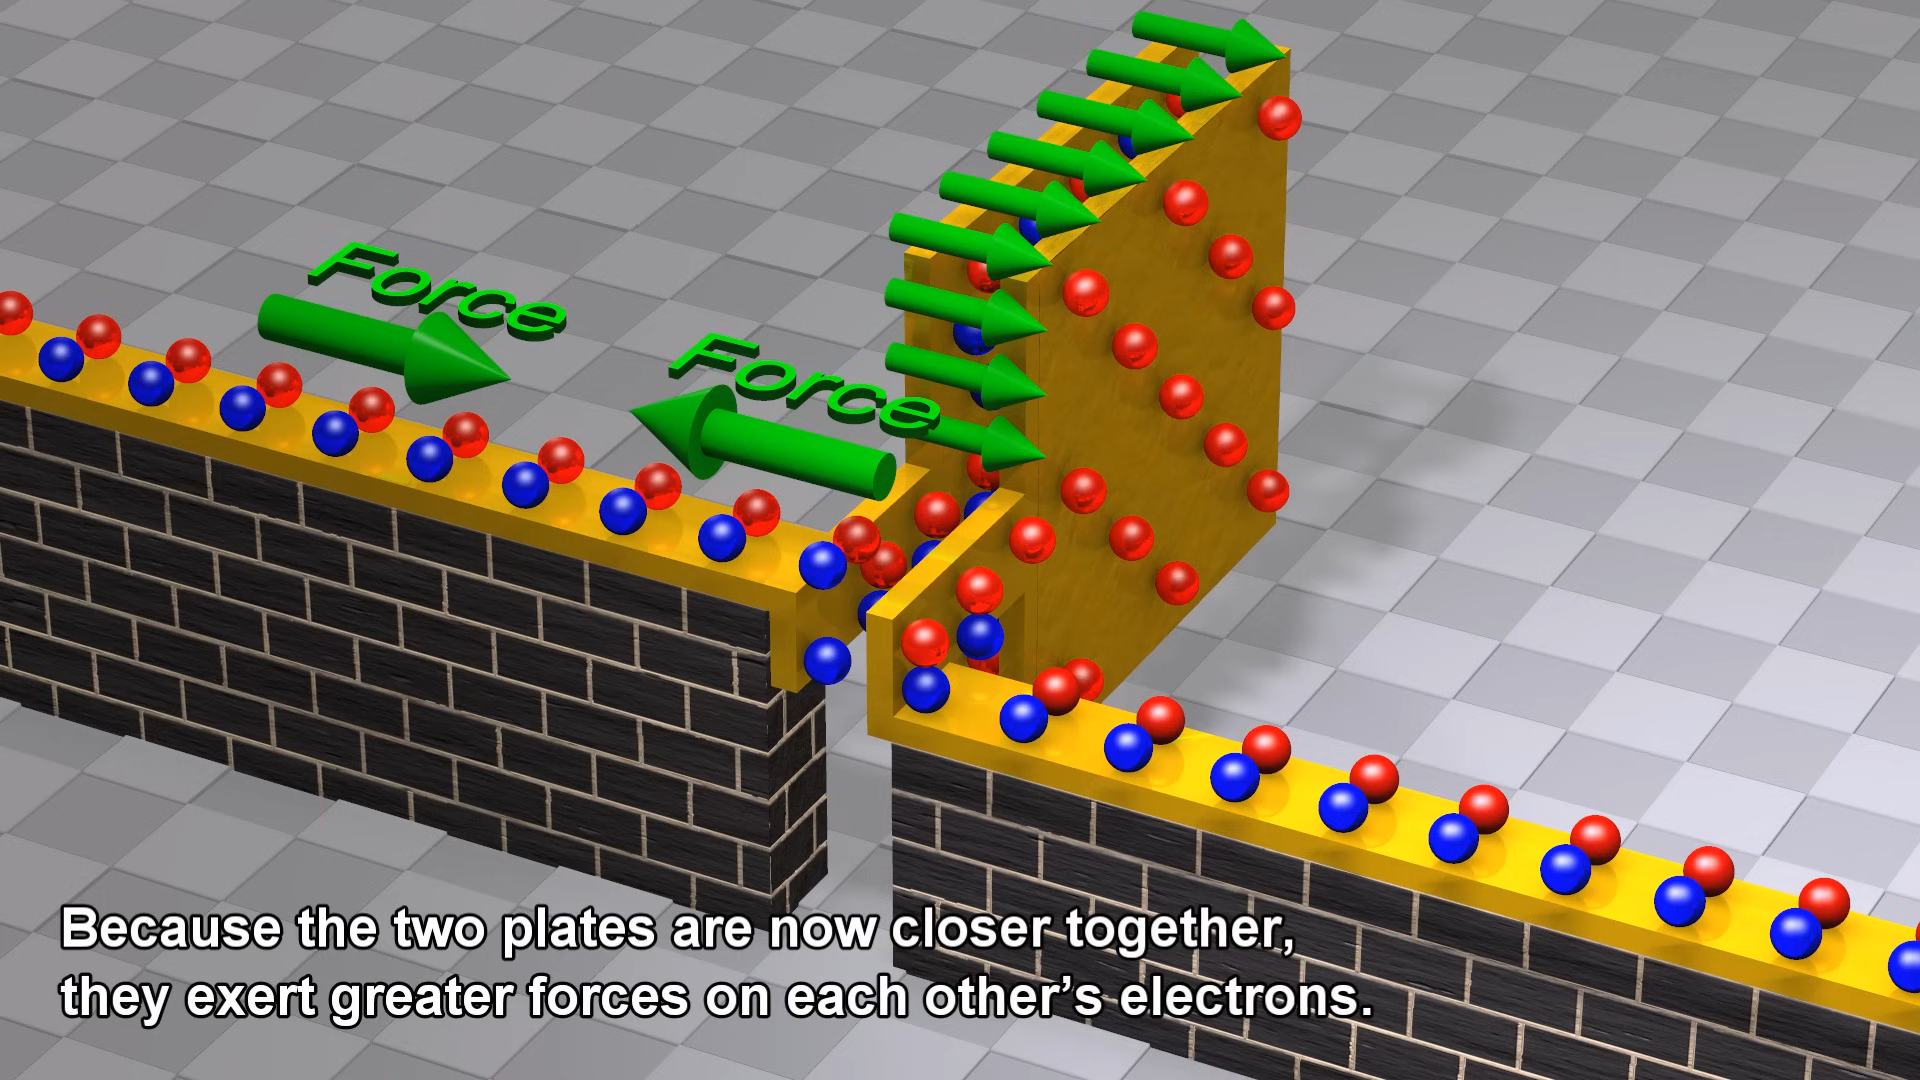 Force
Force
Because the two plates are now closer together,
they exert greater forces on each other’s electrons.